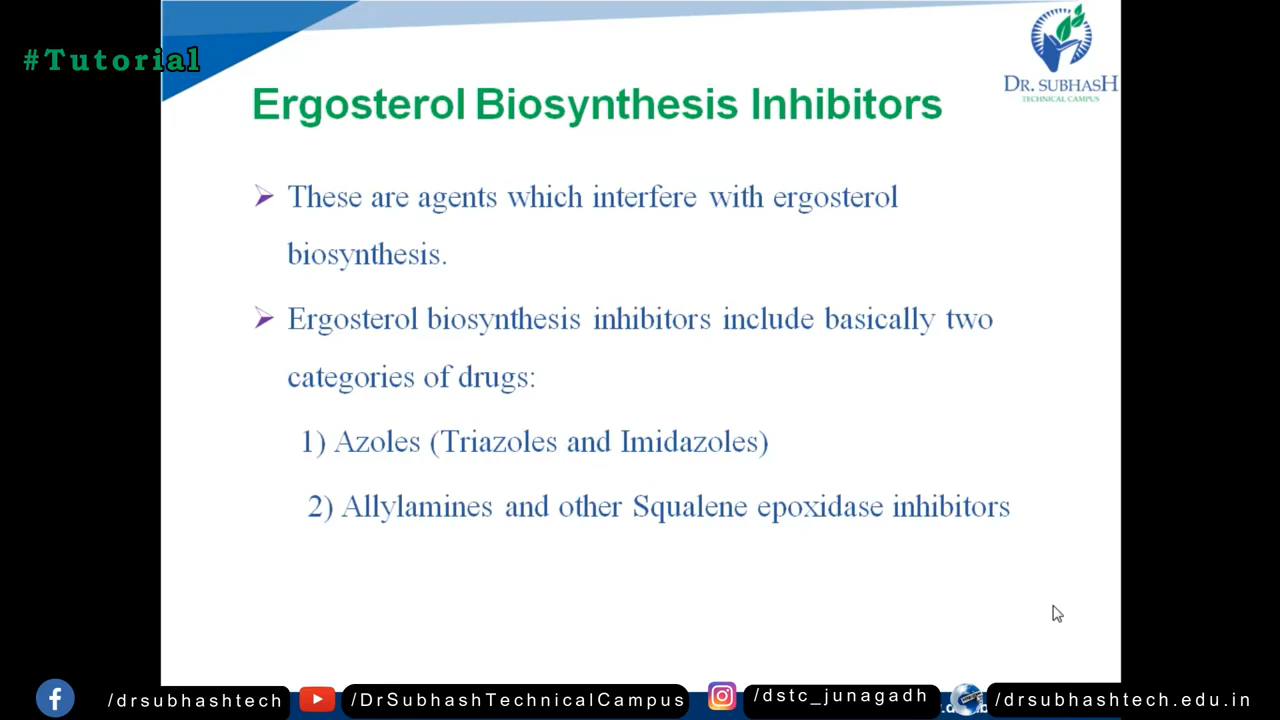 #Tutorial
DR. SUBHASH
TECHNICAL CAMPUS
Ergosterol Biosynthesis Inhibitors
These are agents which interfere with ergosterol
biosynthesis.
Ergosterol biosynthesis inhibitors include basically two
categories of drugs:
1) Azoles (Triazoles and Imidazoles)
2) Allylamines and other Squalene epoxidase inhibitors
/drsubhashtech
/DrSubhashTechnicalCampus
/dstc_junagadh
/drsubhashtech.edu.in